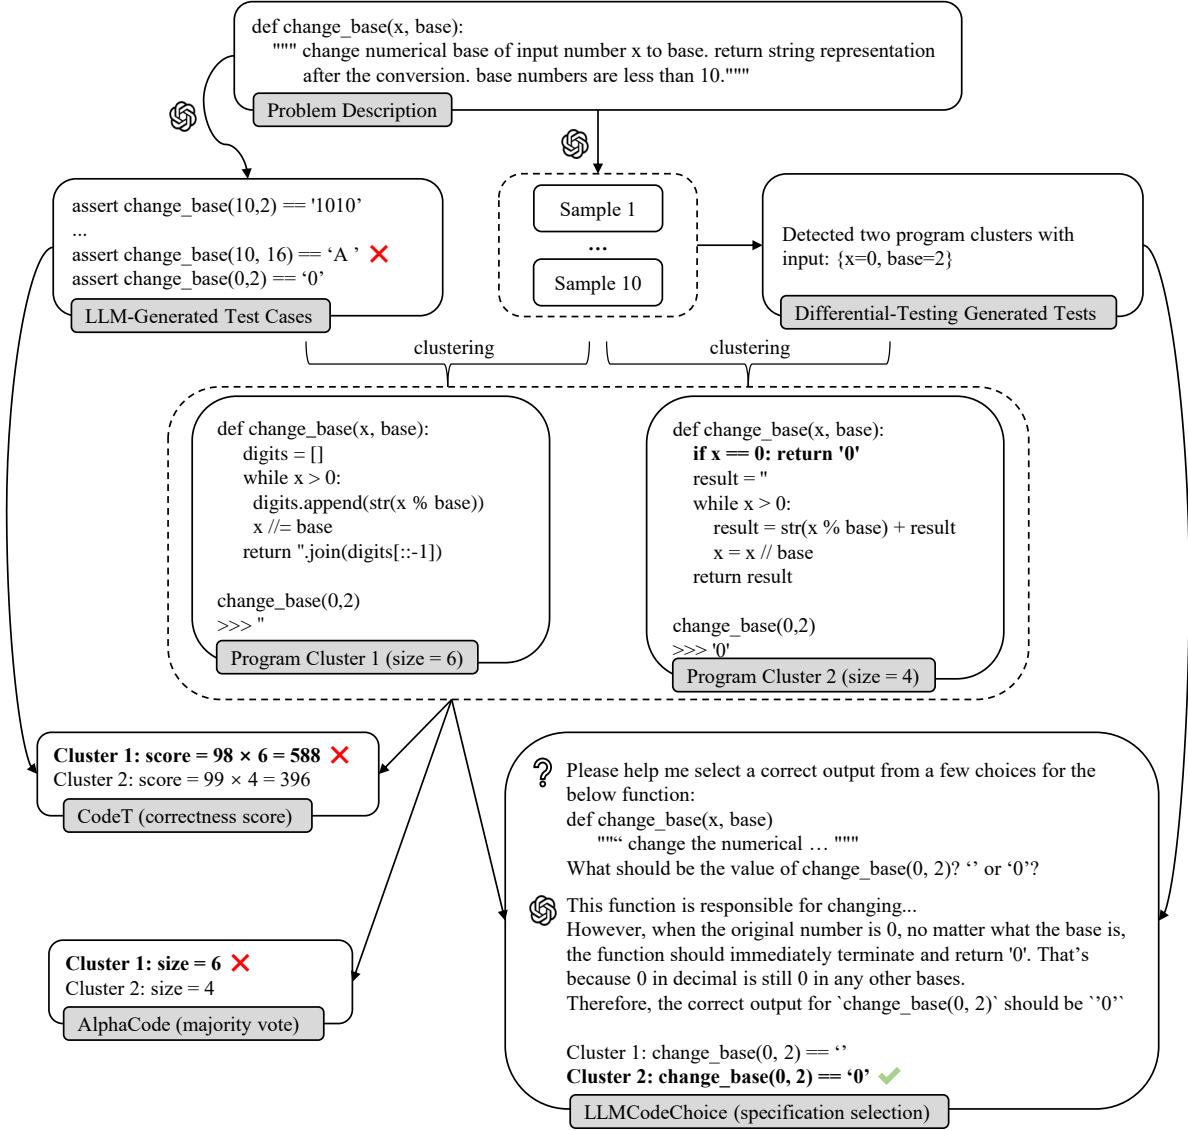 def change_base(x, base):
""" change numerical base of input number x to base. return string representation
after the conversion. base numbers are less than 10."""
Problem Description
assert change_base(10,2) == '1010’
...
assert change_base(10, 16) == ‘A ’
assert change_base(0,2) == ‘0’
LLM-Generated Test Cases
Sample 1
...
Sample 10
Detected two program clusters with
input: {x=0, base=2}
Differential-Testing Generated Tests
clustering
clustering
def change_base(x, base):
digits = []
while x > 0:
digits.append(str(x % base))
x //= base
return ''.join(digits[::-1])
change_base(0,2)
>>> ''
Program Cluster 1 (size = 6)
def change_base(x, base):
if x == 0: return '0'
result = ''
while x > 0:
result = str(x % base) + result
x = x // base
return result
change_base(0,2)
>>> '0'
Program Cluster 2 (size = 4)
Cluster 1: score = 98 × 6 = 588
Cluster 2: score = 99 × 4 = 396
CodeT (correctness score)
Cluster 1: size = 6
Cluster 2: size = 4
AlphaCode (majority vote)
Please help me select a correct output from a few choices for the
below function:
def change_base(x, base)
""“ change the numerical … """
What should be the value of change_base(0, 2)? ‘’ or ‘0’?
This function is responsible for changing...
However, when the original number is 0, no matter what the base is,
the function should immediately terminate and return '0'. That’s
because 0 in decimal is still 0 in any other bases.
Therefore, the correct output for `change_base(0, 2)` should be `'0'`
Cluster 1: change_base(0, 2) == ‘’
Cluster 2: change_base(0, 2) == ‘0’
LLMCodeChoice (specification selection)